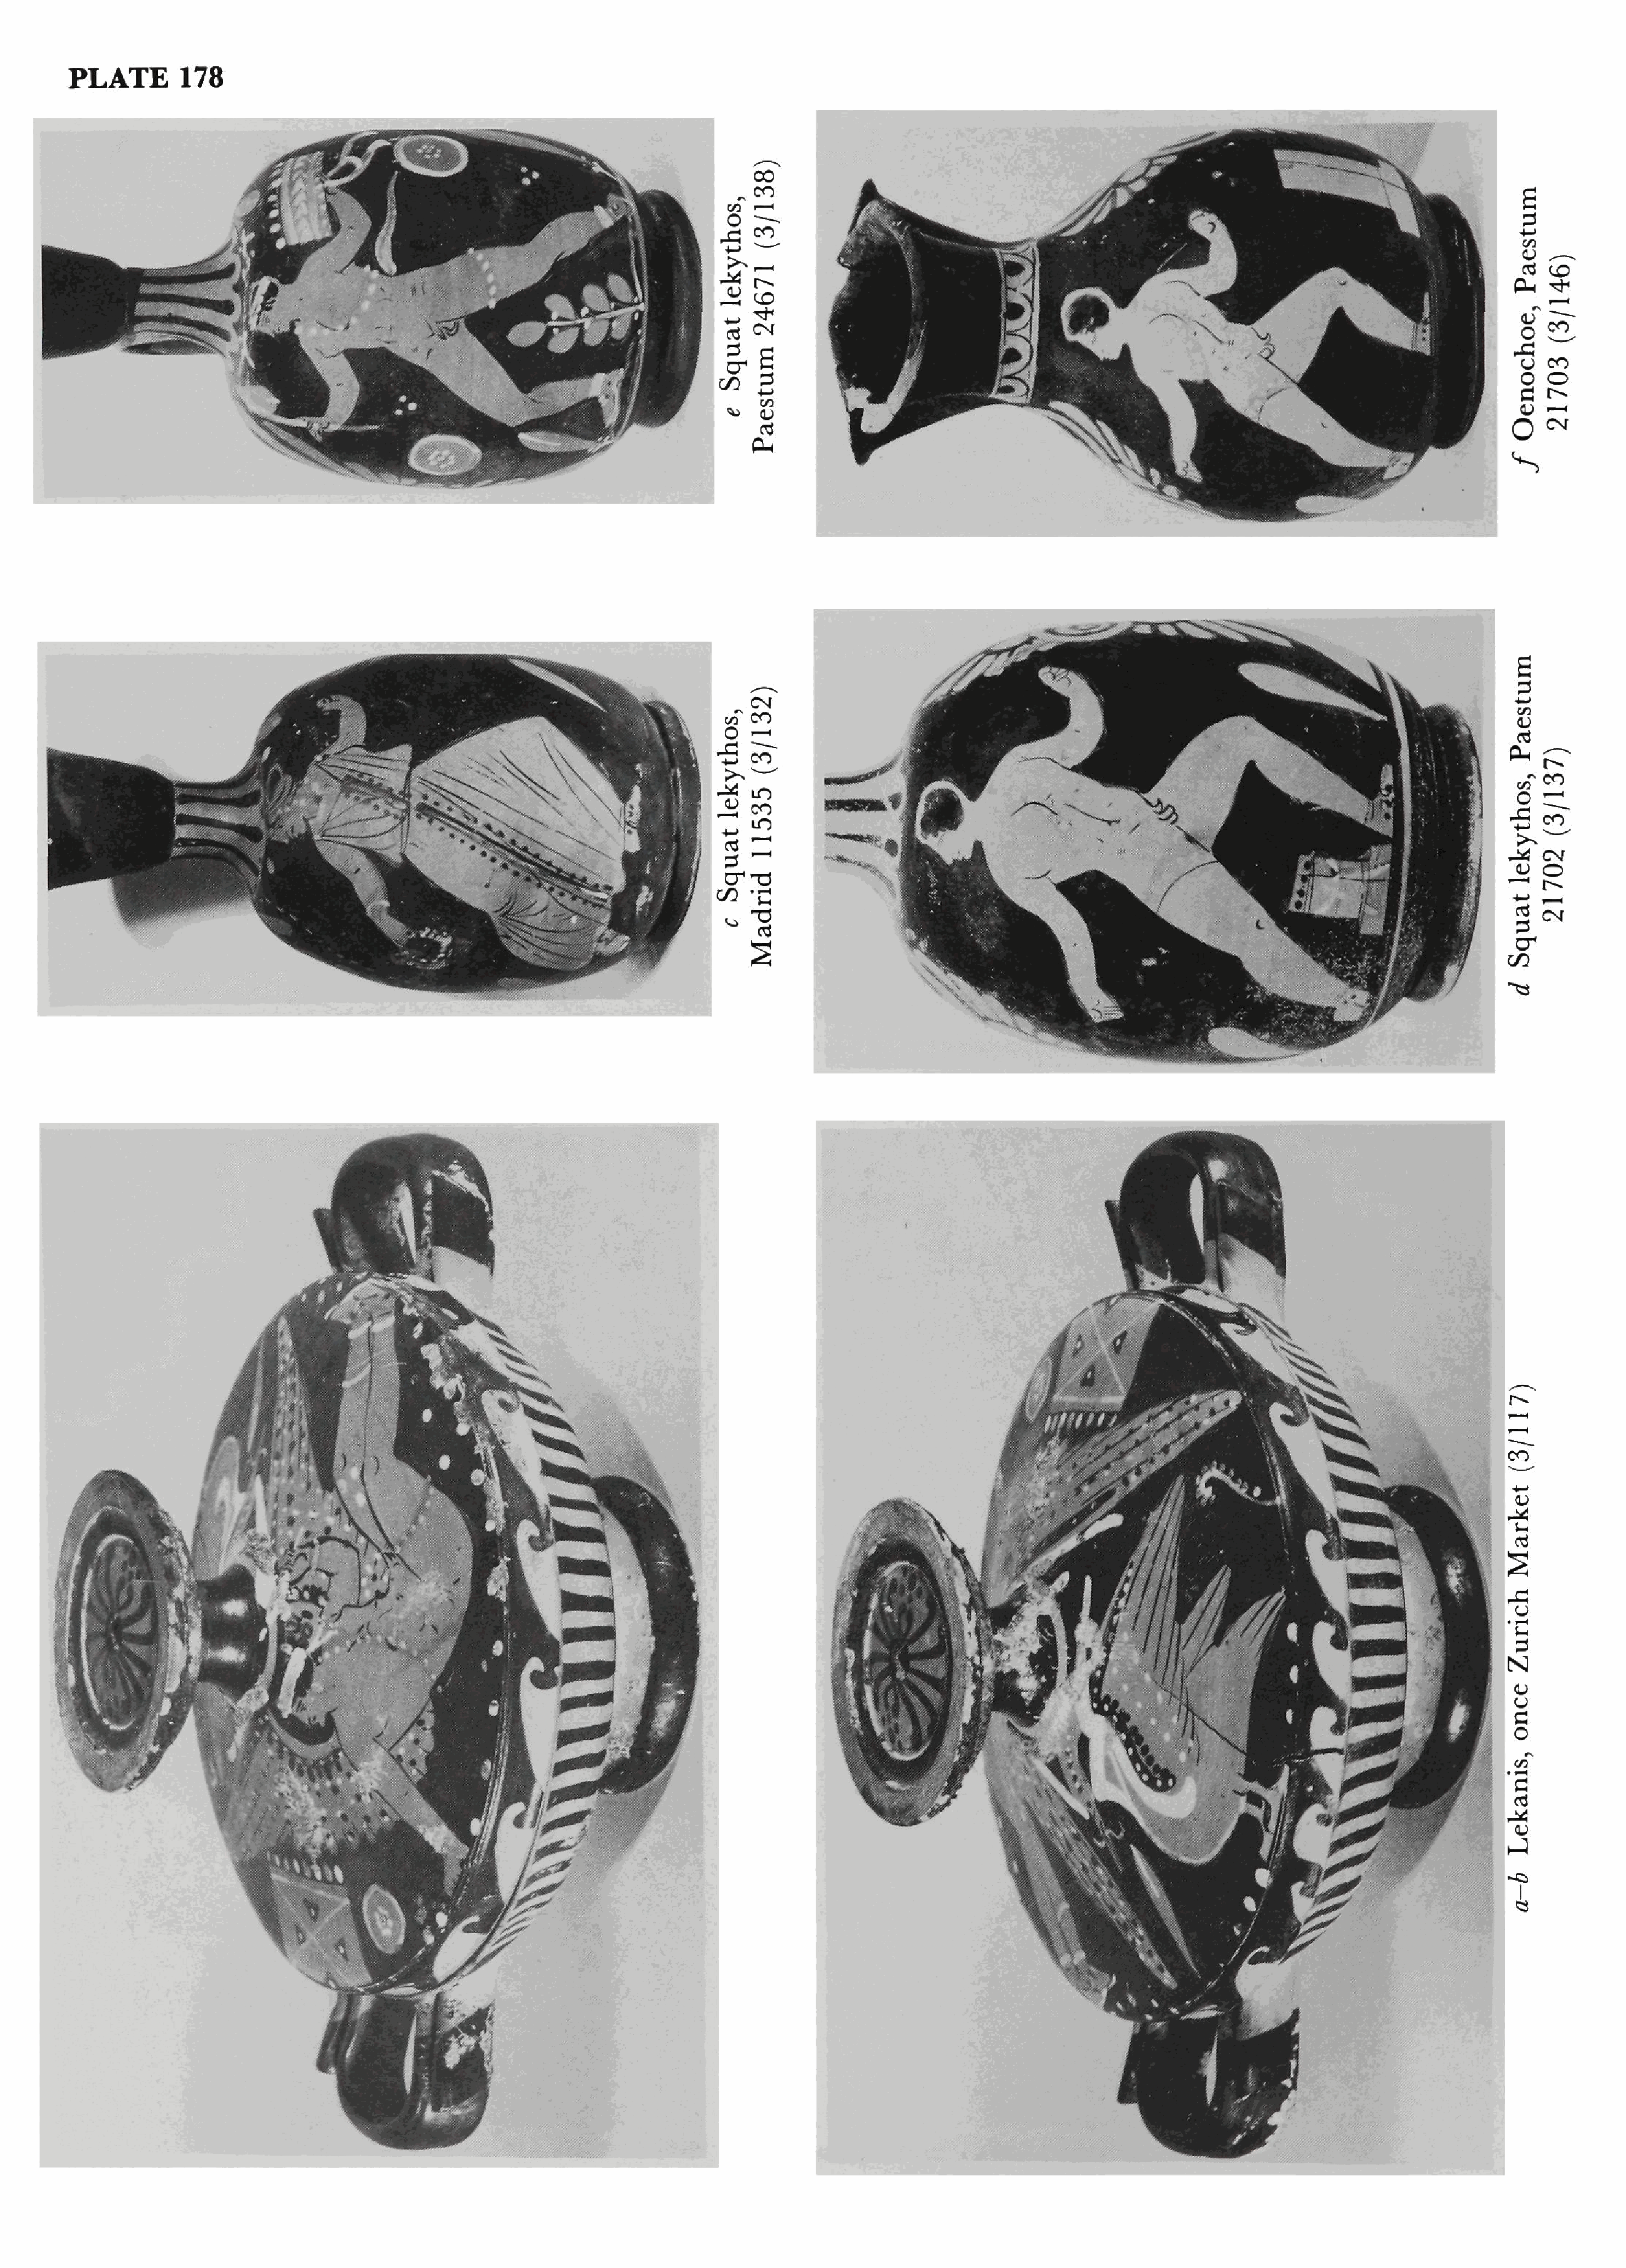 PLATE 178
e Squat lekythos,
Paestum 24671 (3/138)
f Oenochoe, Paestum
21703 (3/146)
c Squat lekythos,
Madrid 11535 (3/132)
d Squat lekythos, Paestum
21702 (3/137)
a–b Lekanis, once Zurich Market (3/117)